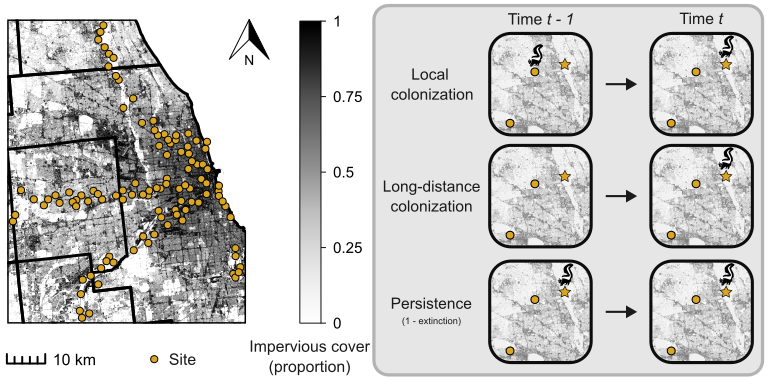 N
1
0.75
0.5
0.25
0
Impervious cover
(proportion)
10 km
Site
Time t - 1
Time t
Local
colonization
Long-distance
colonization
Persistence
(1 - extinction)